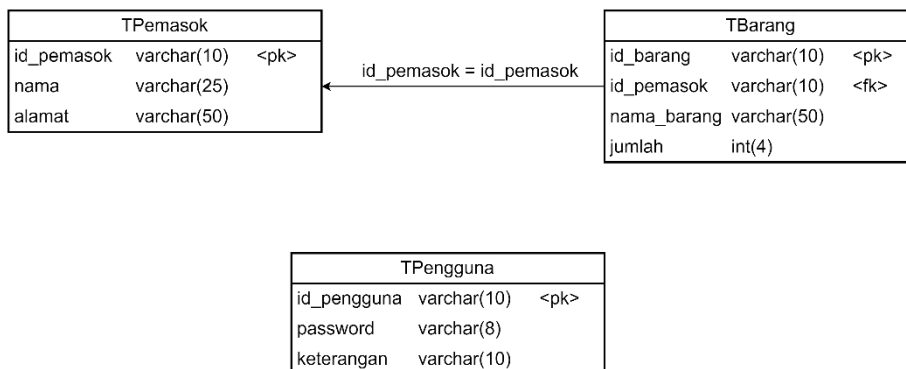 TPemasok
id_pemasok varchar(10) <pk>
nama varchar(25)
alamat varchar(50)
id_pemasok = id_pemasok
TBarang
id_barang varchar(10) <pk>
id_pemasok varchar(10) <fk>
nama_barang varchar(50)
jumlah int(4)
TPengguna
id_pengguna varchar(10) <pk>
password varchar(8)
keterangan varchar(10)